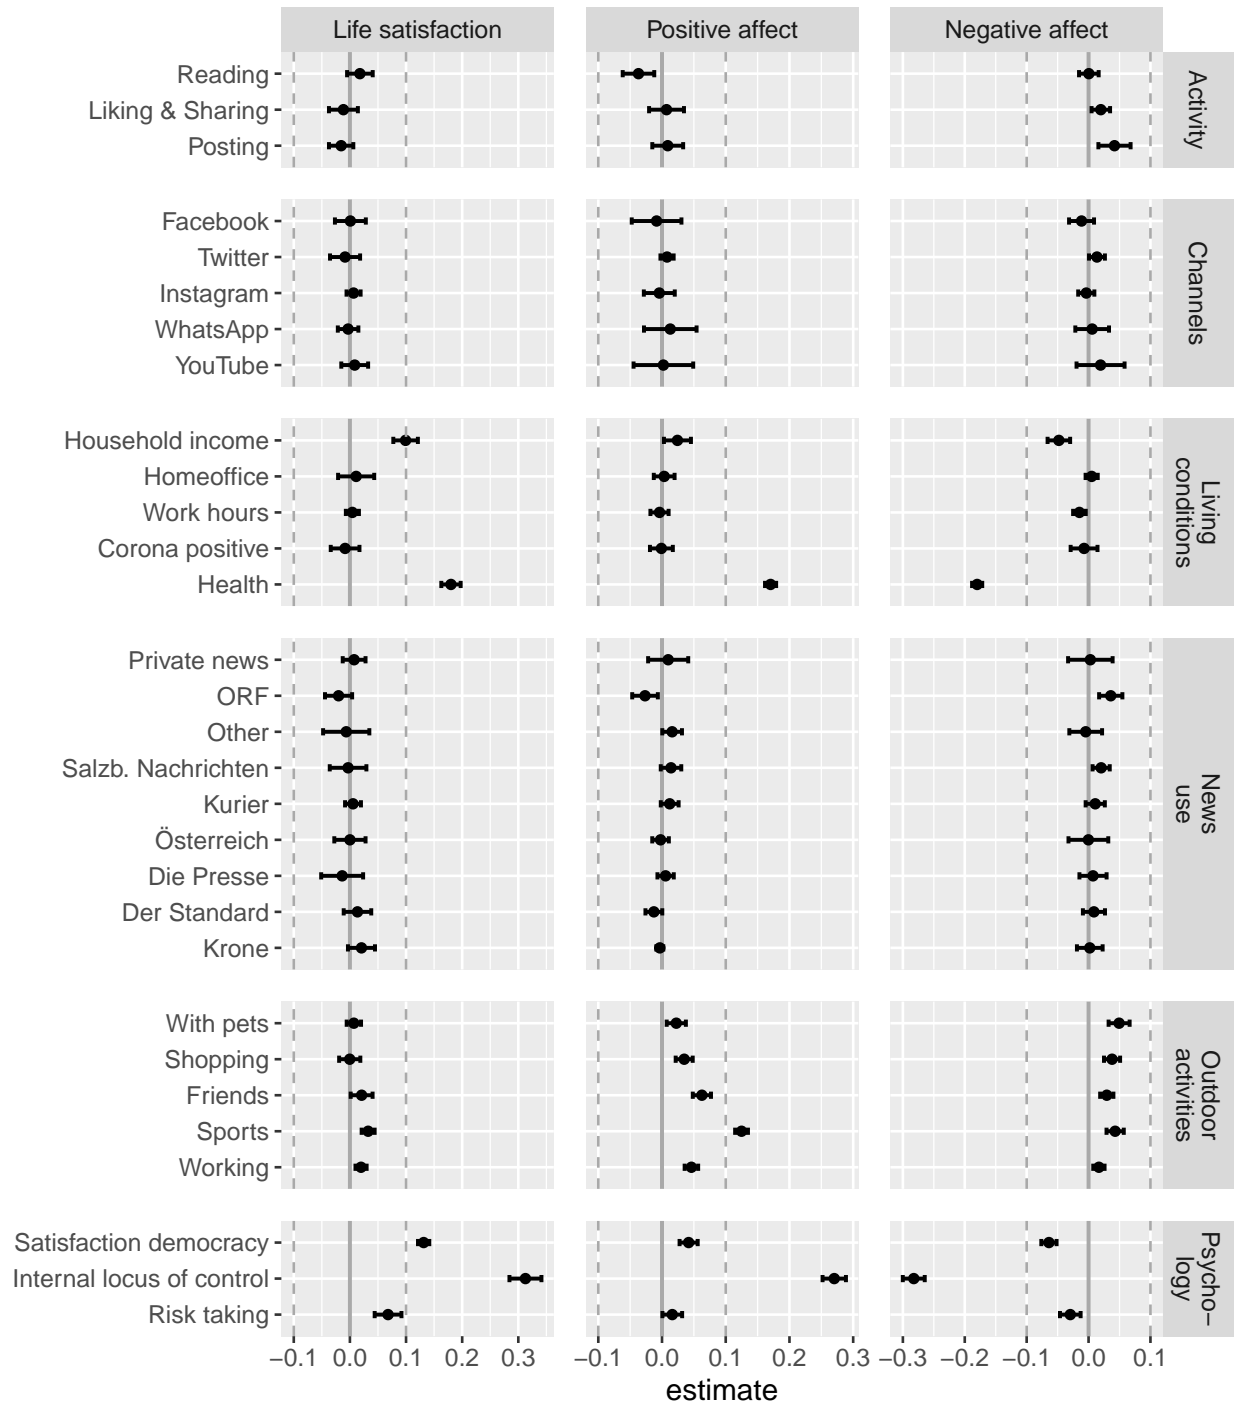 Life satisfaction Positive affect Negative affect
Reading
Liking & Sharing
Posting
Activity
Facebook
Twitter
Instagram
WhatsApp
YouTube
Channels
Household income
Homeoffice
Work hours
Corona positive
Health
Living
conditions
Private news
ORF
Other
Salzb. Nachrichten
Kurier
Österreich
Die Presse
Der Standard
Krone
News
use
With pets
Shopping
Friends
Sports
Working
Outdoor
activities
Satisfaction democracy
Internal locus of control
Risk taking
Psycho−
logy
−0.1 0.0 0.1 0.2 0.3 −0.1 0.0 0.1 0.2 0.3 −0.3 −0.2 −0.1 0.0 0.1
estimate